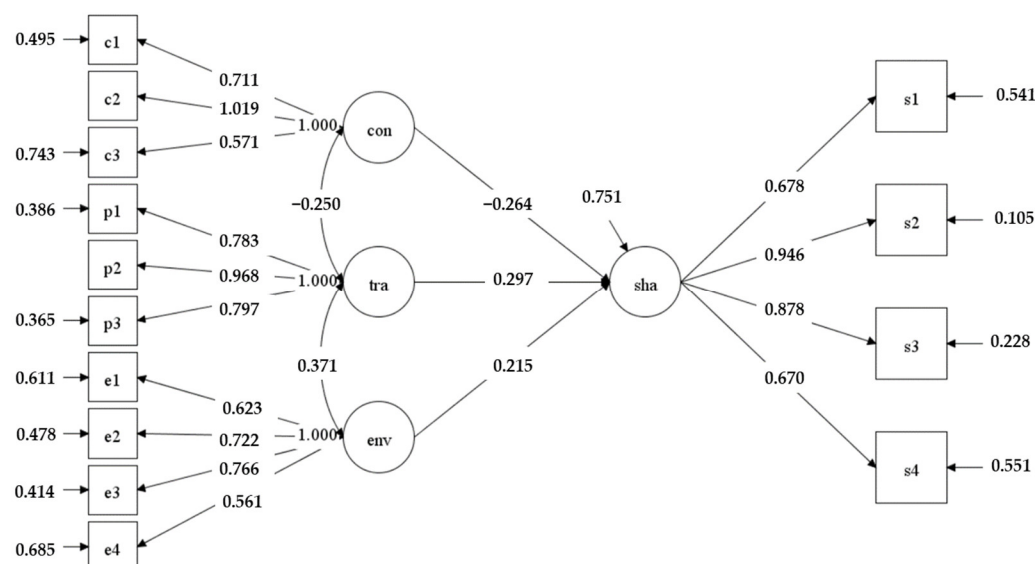 0.495
c1
0.711
c2
1.019
1.000
con
0.743
c3
0.571
0.386
p1
0.783
p2
0.968
1.000
tra
0.365
p3
0.797
0.611
e1
0.623
0.478
e2
0.722
1.000
env
0.414
e3
0.766
0.685
e4
0.561
−0.250
0.371
−0.264
0.297
0.215
0.751
sha
0.678
0.946
0.878
0.670
s1
0.541
s2
0.105
s3
0.228
s4
0.551